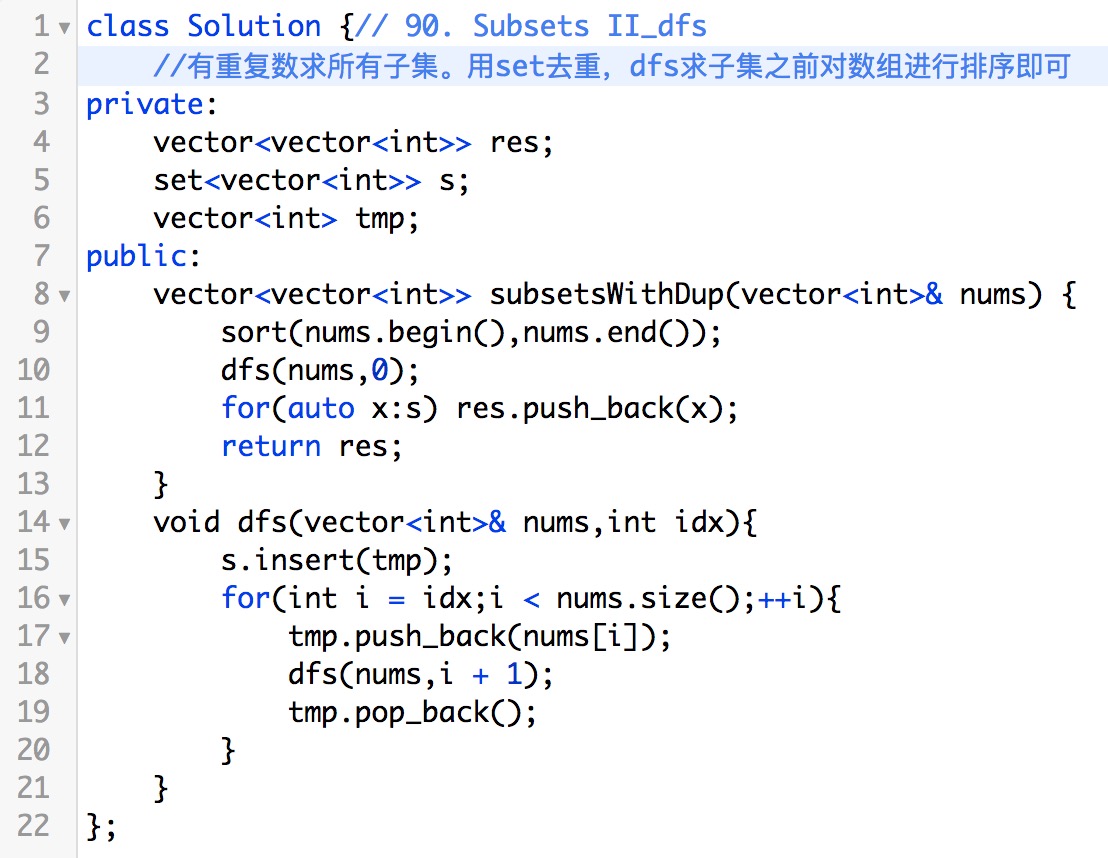 1 class Solution {// 90. Subsets II_dfs
2     //有重复数求所有子集。用set去重，dfs求子集之前对数组进行排序即可
3 private:
4     vector<vector<int>> res;
5     set<vector<int>> s;
6     vector<int> tmp;
7 public:
8     vector<vector<int>> subsetsWithDup(vector<int>& nums) {
9         sort(nums.begin(),nums.end());
10         dfs(nums,0);
11         for(auto x:s) res.push_back(x);
12         return res;
13     }
14     void dfs(vector<int>& nums,int idx){
15         s.insert(tmp);
16         for(int i = idx;i < nums.size();++i){
17             tmp.push_back(nums[i]);
18             dfs(nums,i + 1);
19             tmp.pop_back();
20         }
21     }
22 };